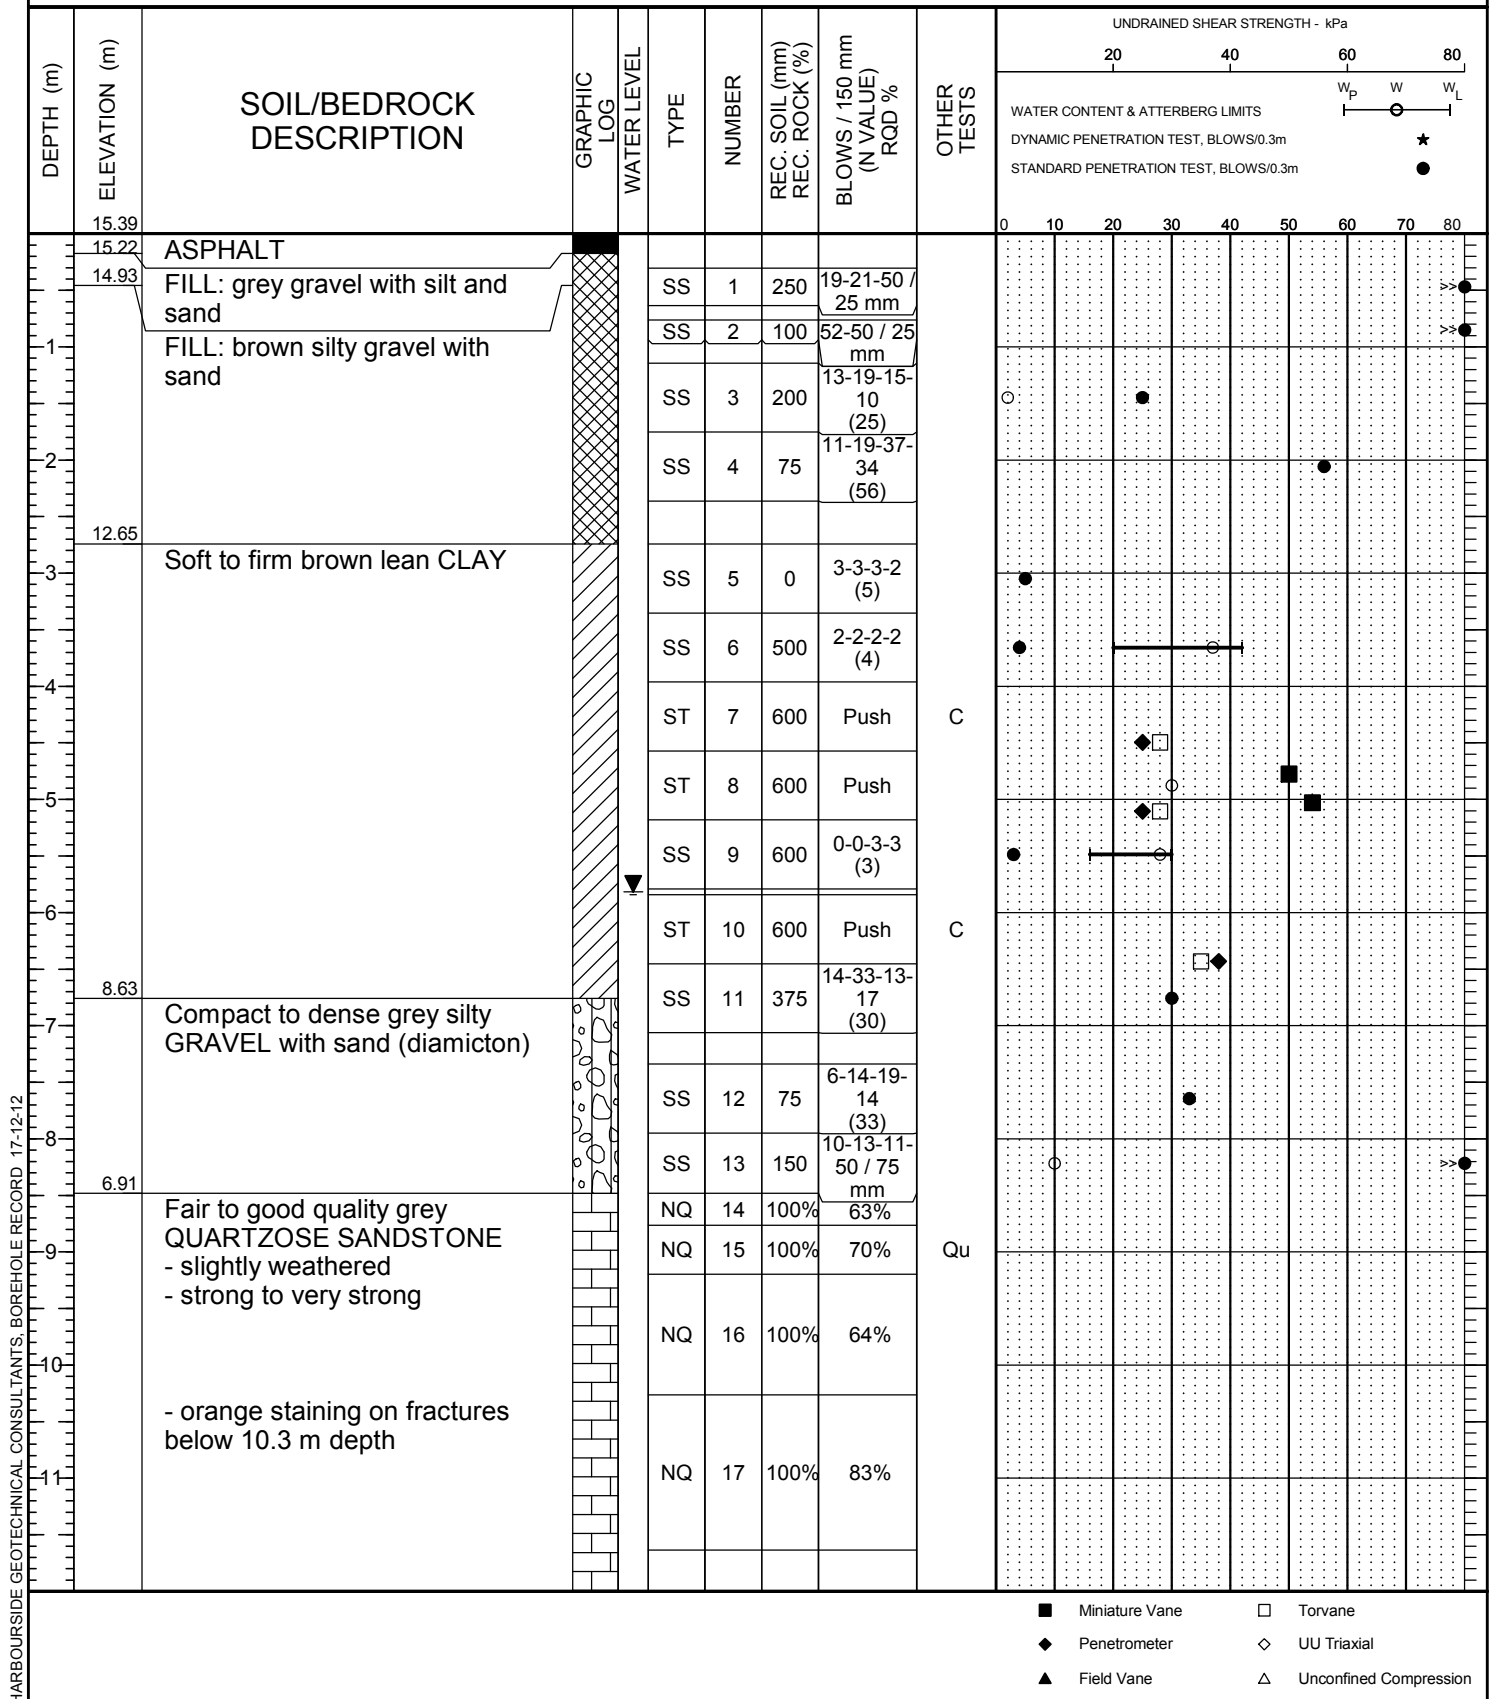 UNDRAINED SHEAR STRENGTH - kPa
20 40 60 80
DEPTH (m)
ELEVATION (m)
SOIL/BEDROCK
DESCRIPTION
GRAPHIC
LOG
WATER LEVEL
TYPE
NUMBER
REC. SOIL (mm)
REC. ROCK (%)
BLOWS / 150 mm
(N VALUE)
RQD %
OTHER
TESTS
WP W WL
WATER CONTENT & ATTERBERG LIMITS
DYNAMIC PENETRATION TEST, BLOWS/0.3m
STANDARD PENETRATION TEST, BLOWS/0.3m
15.39
0 10 20 30 40 50 60 70 80
15.22 ASPHALT
14.93 FILL: grey gravel with silt and
sand
SS 1 250 19-21-50 /
25 mm
>>
SS 2 100 52-50 / 25
mm
>>
1
FILL: brown silty gravel with
sand
SS 3 200 13-19-15-
10
(25)
2
SS 4 75 11-19-37-
34
(56)
12.65
Soft to firm brown lean CLAY
3
SS 5 0 3-3-3-2
(5)
SS 6 500 2-2-2-2
(4)
4
ST 7 600 Push C
ST 8 600 Push
5
SS 9 600 0-0-3-3
(3)
6
ST 10 600 Push C
8.63
SS 11 375 14-33-13-
17
(30)
Compact to dense grey silty
GRAVEL with sand (diamicton)
7
SS 12 75 6-14-19-
14
(33)
8
SS 13 150 10-13-11-
50 / 75
mm
>>
6.91
Fair to good quality grey
QUARTZOSE SANDSTONE
- slightly weathered
- strong to very strong
NQ 14 100% 63%
9
NQ 15 100% 70% Qu
NQ 16 100% 64%
10
- orange staining on fractures
below 10.3 m depth
11
NQ 17 100% 83%
HARBOURSIDE GEOTECHNICAL CONSULTANTS, BOREHOLE RECORD 17-12-12
Miniature Vane Torvane
Penetrometer UU Triaxial
Field Vane Unconfined Compression